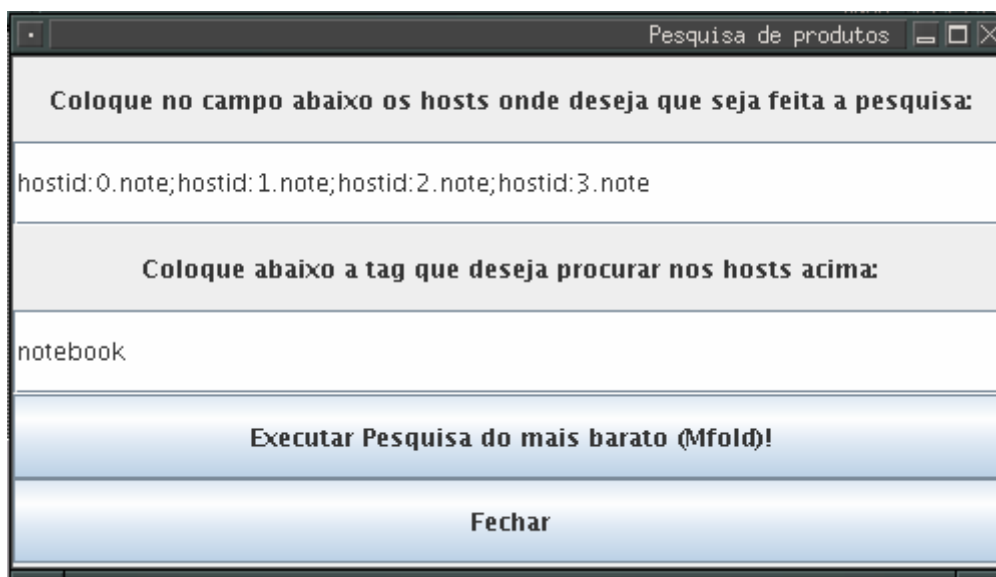 Pesquisa de produtos
Coloque no campo abaixo os hosts onde deseja que seja feita a pesquisa:
hostid:0.note;hostid:1.note;hostid:2.note;hostid:3.note
Coloque abaixo a tag que deseja procurar nos hosts acima:
notebook
Executar Pesquisa do mais barato (Mfold)!
Fechar